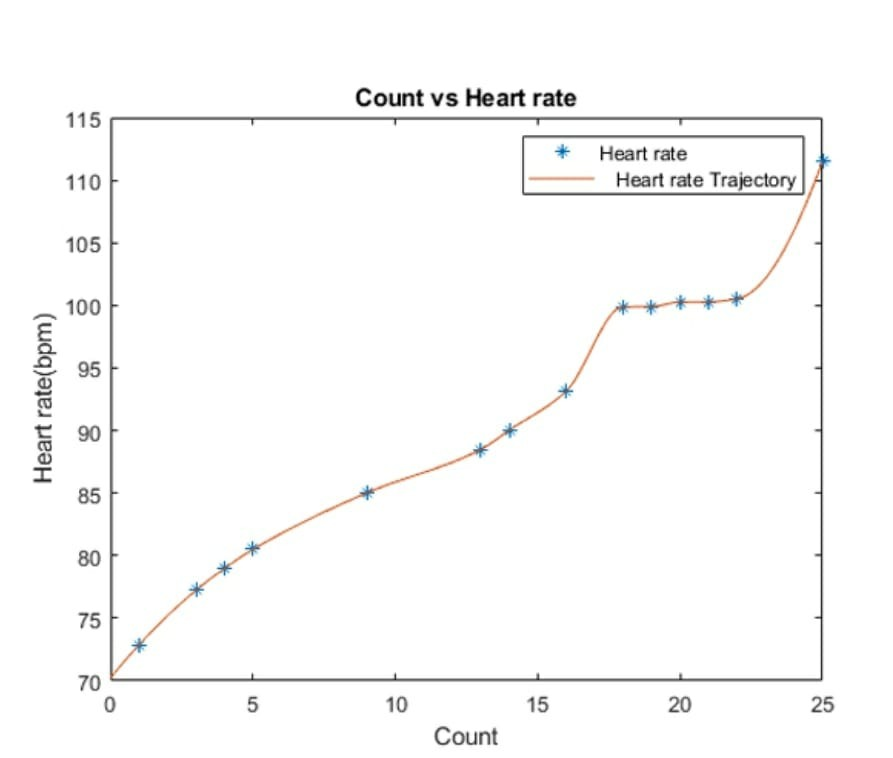 Count vs Heart rate
Heart rate
Heart rate Trajectory
115
110
105
100
95
90
85
80
75
70
Heart rate(bpm)
0 5 10 15 20 25
Count